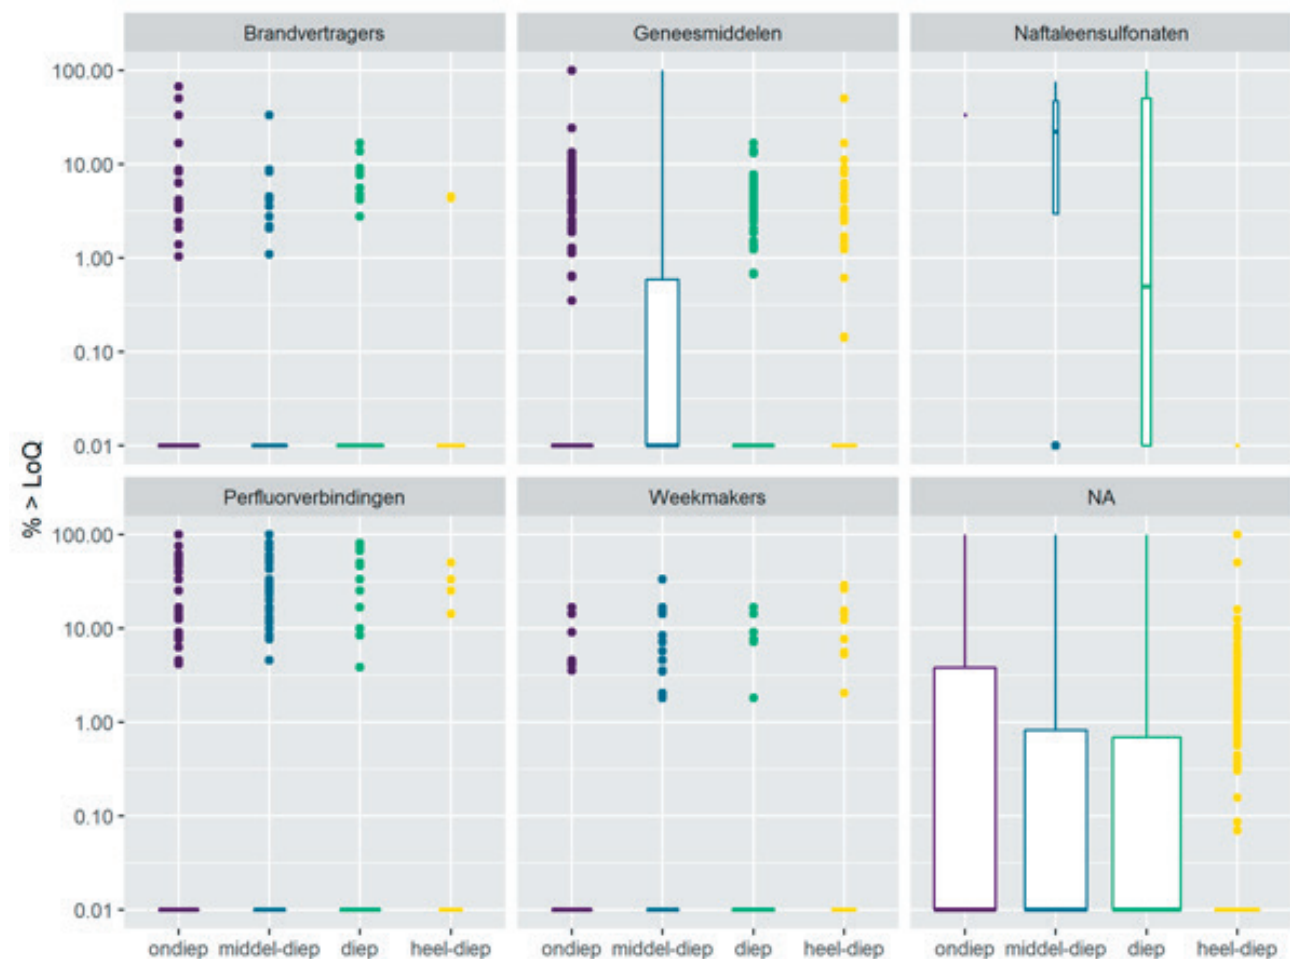 Brandvertragers Geneesmiddelen Naftaleensulfonaten
100.00
10.00
1.00
0.10
0.01
% > LoQ
Perfluorverbindingen Weekmakers NA
100.00
10.00
1.00
0.10
0.01
ondiep middel-diep diep heel-diep ondiep middel-diep diep heel-diep ondiep middel-diep diep heel-diep